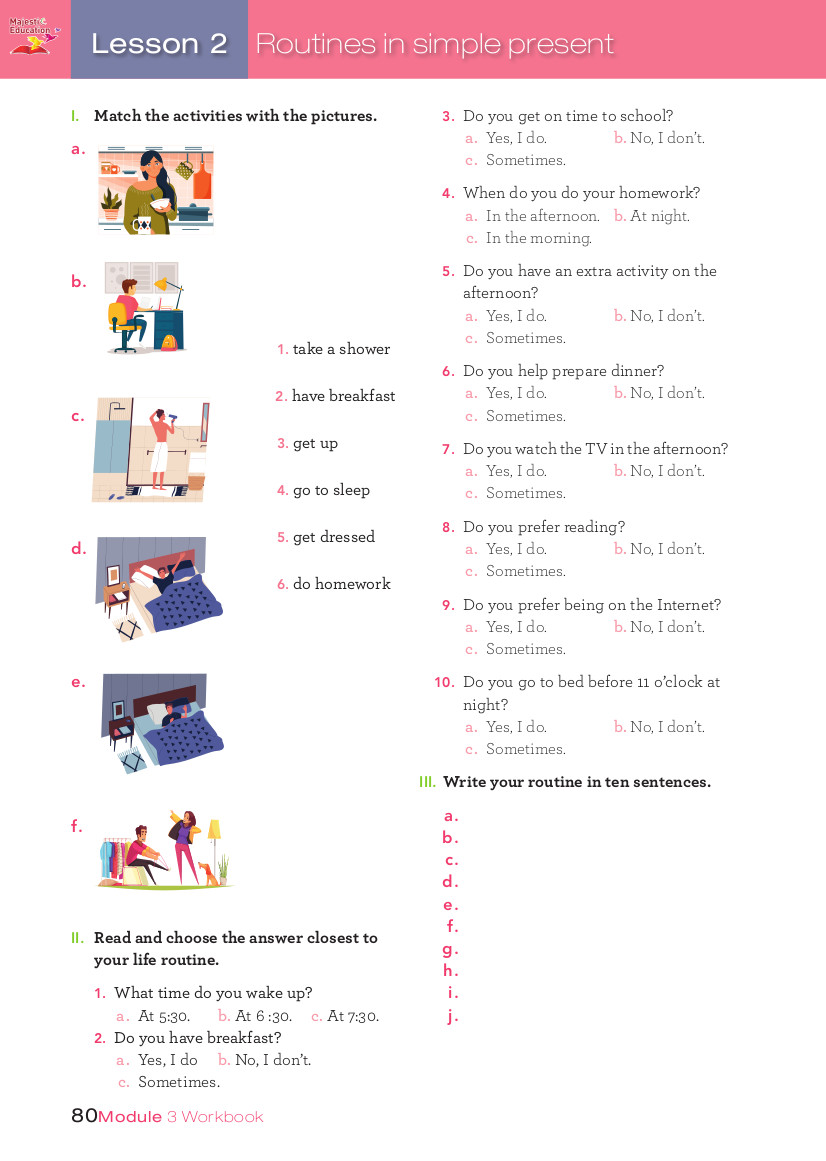 Majestic
Education
Lesson 2
Routines in simple present
I. Match the activities with the pictures.
a.
b.
c.
d.
e.
f.
1. take a shower
2. have breakfast
3. get up
4. go to sleep
5. get dressed
6. do homework
II. Read and choose the answer closest to
your life routine.
1. What time do you wake up?
a. At 5:30. b. At 6 :30. c. At 7:30.
2. Do you have breakfast?
a. Yes, I do b. No, I don't.
c. Sometimes.
3. Do you get on time to school?
a. Yes, I do. b. No, I don't.
c. Sometimes.
4. When do you do your homework?
a. In the afternoon. b. At night.
c. In the morning.
5. Do you have an extra activity on the
afternoon?
a. Yes, I do. b. No, I don't.
c. Sometimes.
6. Do you help prepare dinner?
a. Yes, I do. b. No, I don't.
c. Sometimes.
7. Do you watch the TV in the afternoon?
a. Yes, I do. b. No, I don't.
c. Sometimes.
8. Do you prefer reading?
a. Yes, I do. b. No, I don't.
c. Sometimes.
9. Do you prefer being on the Internet?
a. Yes, I do. b. No, I don't.
c. Sometimes.
10. Do you go to bed before 11 o'clock at
night?
a. Yes, I do. b. No, I don't.
c. Sometimes.
III. Write your routine in ten sentences.
a.
b.
c.
d.
e.
f.
g.
h.
i.
j.
80Module 3 Workbook